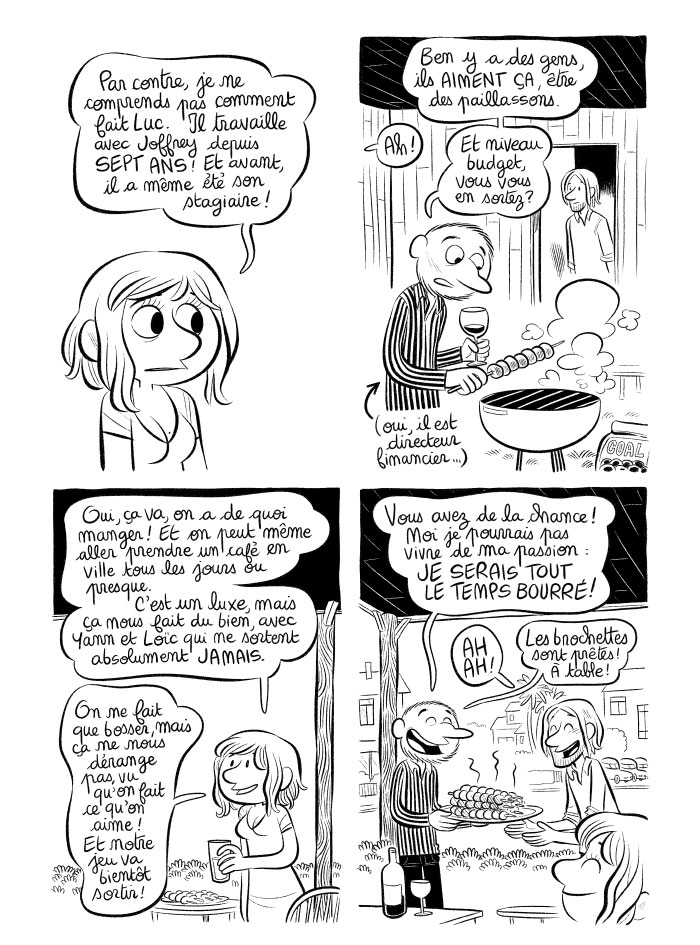 Par contre, je ne
comprends pas comment
fait Luc. Il travaille
avec Joffrey depuis
SEPT ANS! Et avant,
il a même été son
stagiaire!
Ben y a des gens,
ils AIMENT ÇA, être
des paillassons.
Ah!
Et niveau
budget,
vous vous
en sortez?
(oui, il est
directeur
financier...)
COAL
Oui, ça va, on a de quoi
manger! Et on peut même
aller prendre un café en
ville tous les jours ou
presque.
C'est un luxe, mais
ça nous fait du bien, avec
Yann et Loïc qui ne sortent
absolument JAMAIS.
On ne fait
que bosser, mais
ça ne nous
dérange
pas, vu
qu'on fait
ce qu'on
aime!
Et notre
jeu va
bientôt
sortir!
Vous avez de la chance!
Moi je pourrais pas
vivre de ma passion :
JE SERAIS TOUT
LE TEMPS BOURRÉ!
AH
AH!
Les brochettes
sont prêtes!
À table!